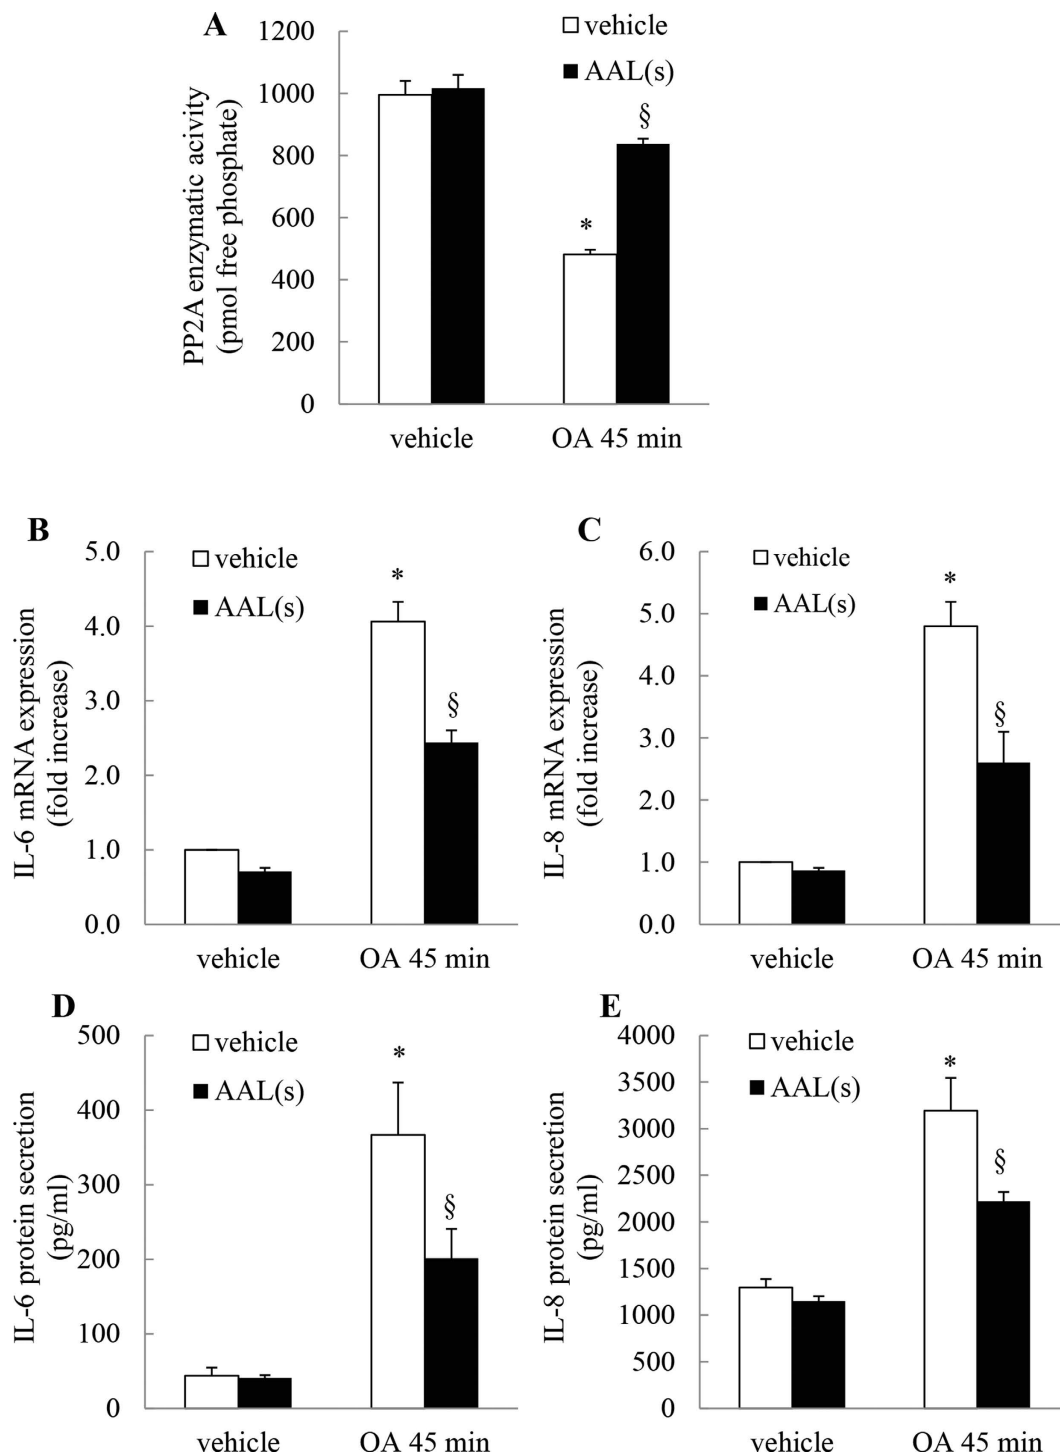 A
1200
1000
800
600
400
200
0
PP2A enzymatic acivity
(pmol free phosphate)
vehicle
AAL(s)
*
§
vehicle
OA 45 min
B
5.0
4.0
3.0
2.0
1.0
0.0
IL-6 mRNA expression
(fold increase)
vehicle
AAL(s)
*
§
vehicle
OA 45 min
C
6.0
5.0
4.0
3.0
2.0
1.0
0.0
IL-8 mRNA expression
(fold increase)
vehicle
AAL(s)
*
§
vehicle
OA 45 min
D
500
400
300
200
100
0
IL-6 protein secretion
(pg/ml)
vehicle
AAL(s)
*
§
vehicle
OA 45 min
E
4000
3500
3000
2500
2000
1500
1000
500
0
IL-8 protein secretion
(pg/ml)
vehicle
AAL(s)
*
§
vehicle
OA 45 min